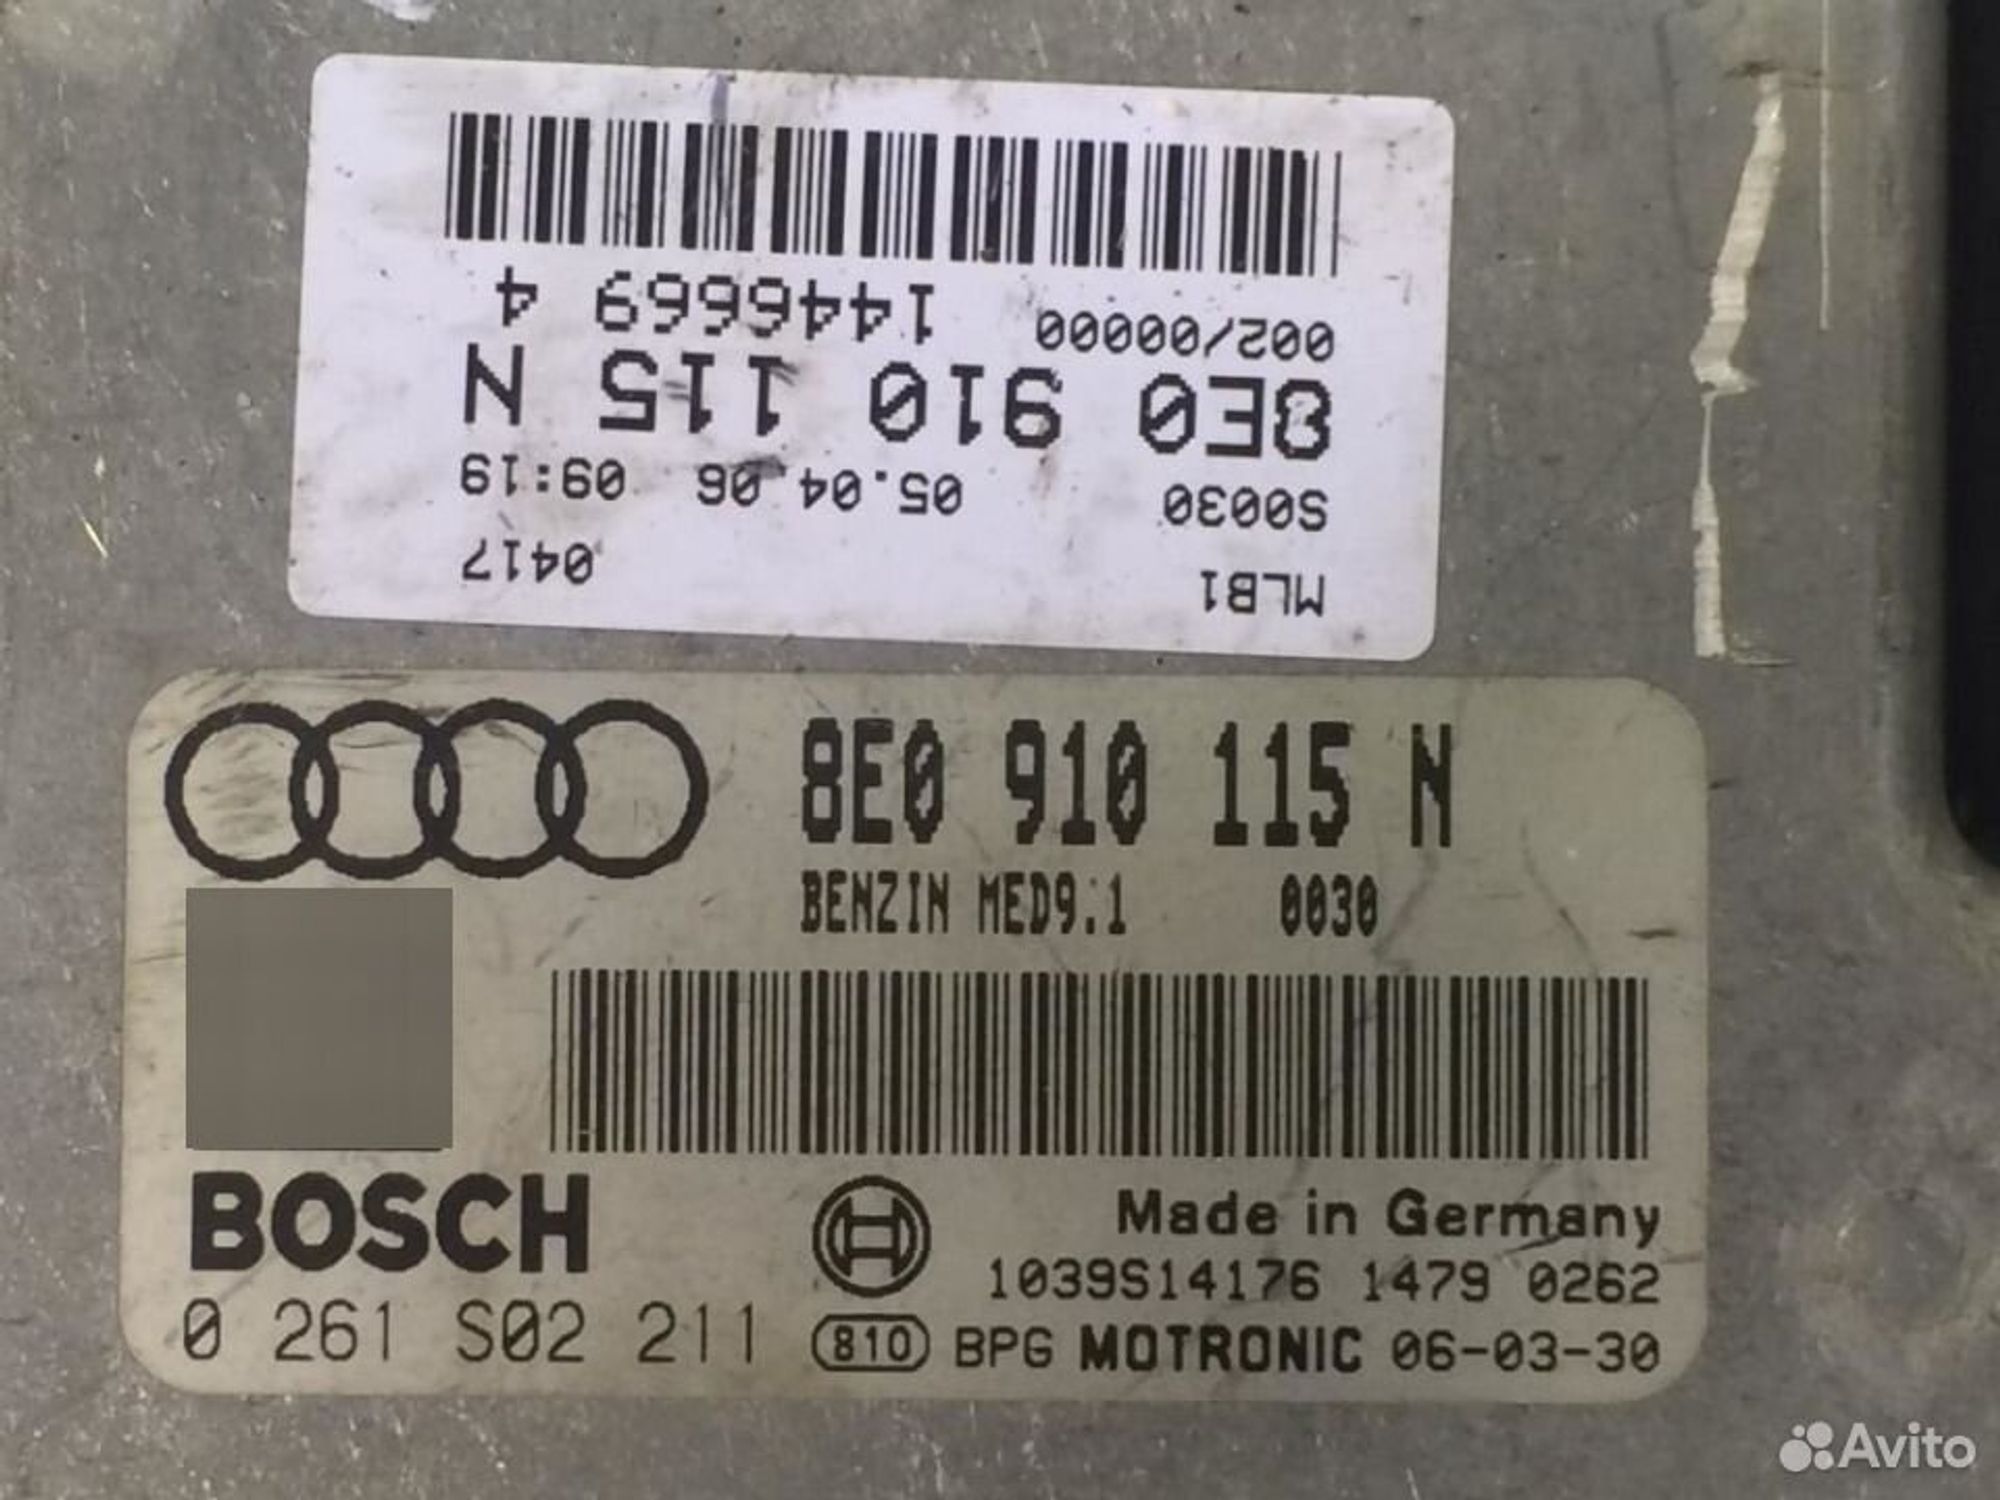 MLB1 0417
S0030 05.04.06 09:19
8E0 910 115 N
002/00000 1446669 4
8E0 910 115 N
BENZIN MED9.1 0030
BOSCH
Made in Germany
1039S14176 1479 0262
0 261 S02 211
810 BPG MOTRONIC 06-03-30
Avito